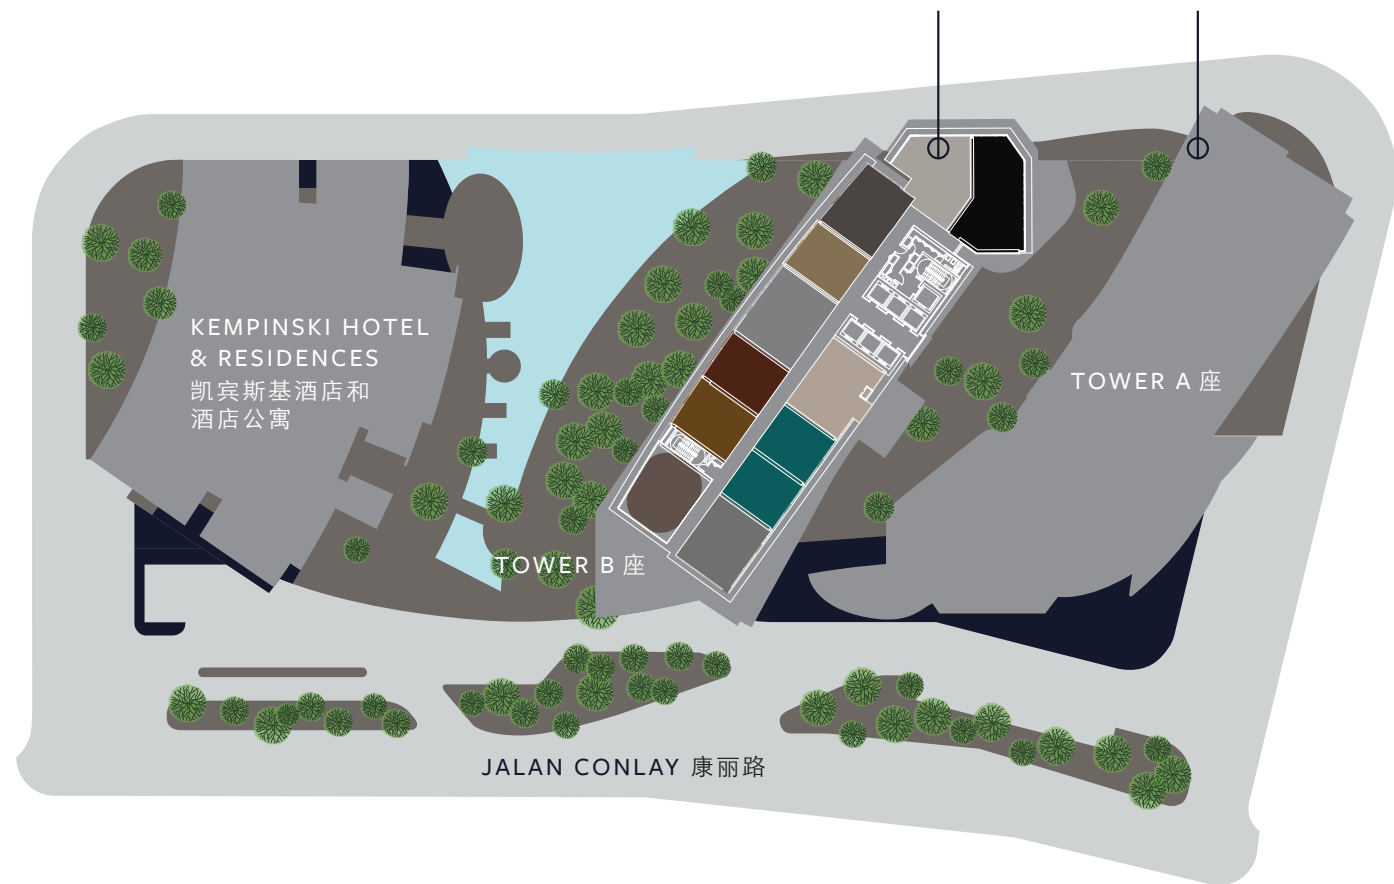 KEMPINSKI HOTEL
& RESIDENCES
凯宾斯基酒店和
酒店公寓
TOWER A 座
TOWER B 座
JALAN CONLAY 康丽路